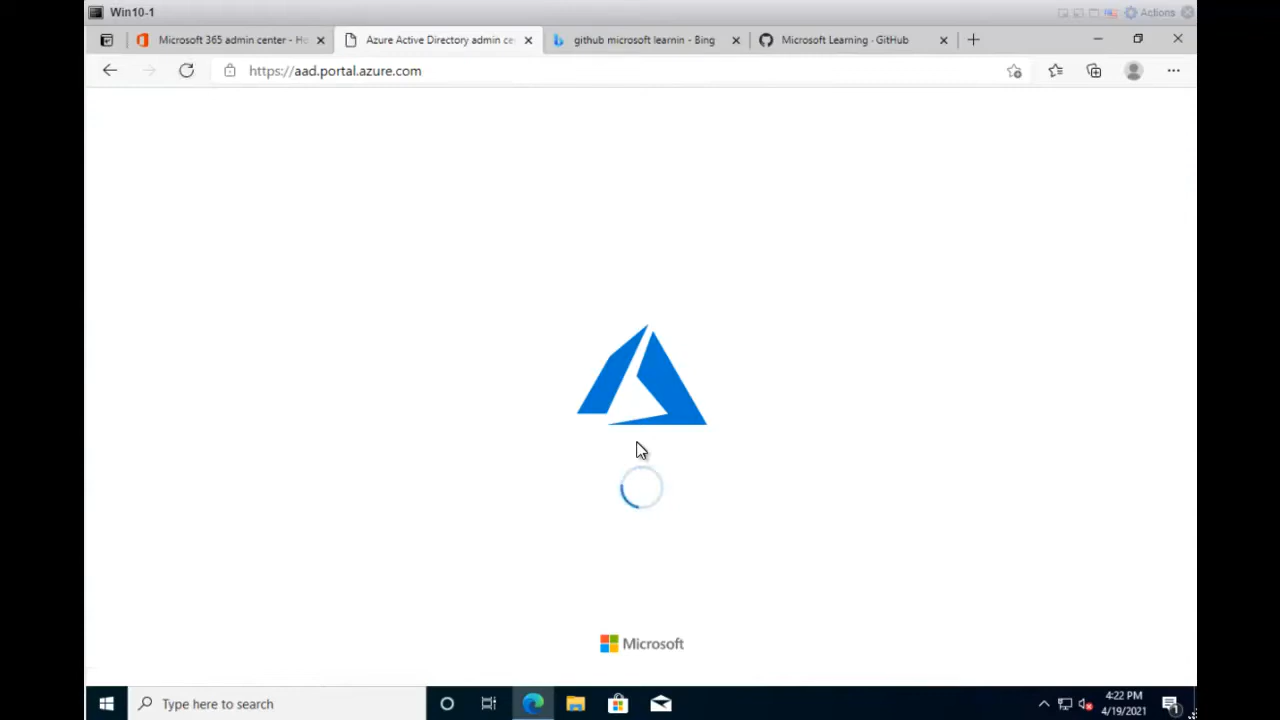 Win10-1
Actions
Microsoft 365 admin center - Ho
Azure Active Directory admin ce
github microsoft learnin - Bing
Microsoft Learning · GitHub
https://aad.portal.azure.com
Microsoft
Type here to search
4:22 PM
4/19/2021
1